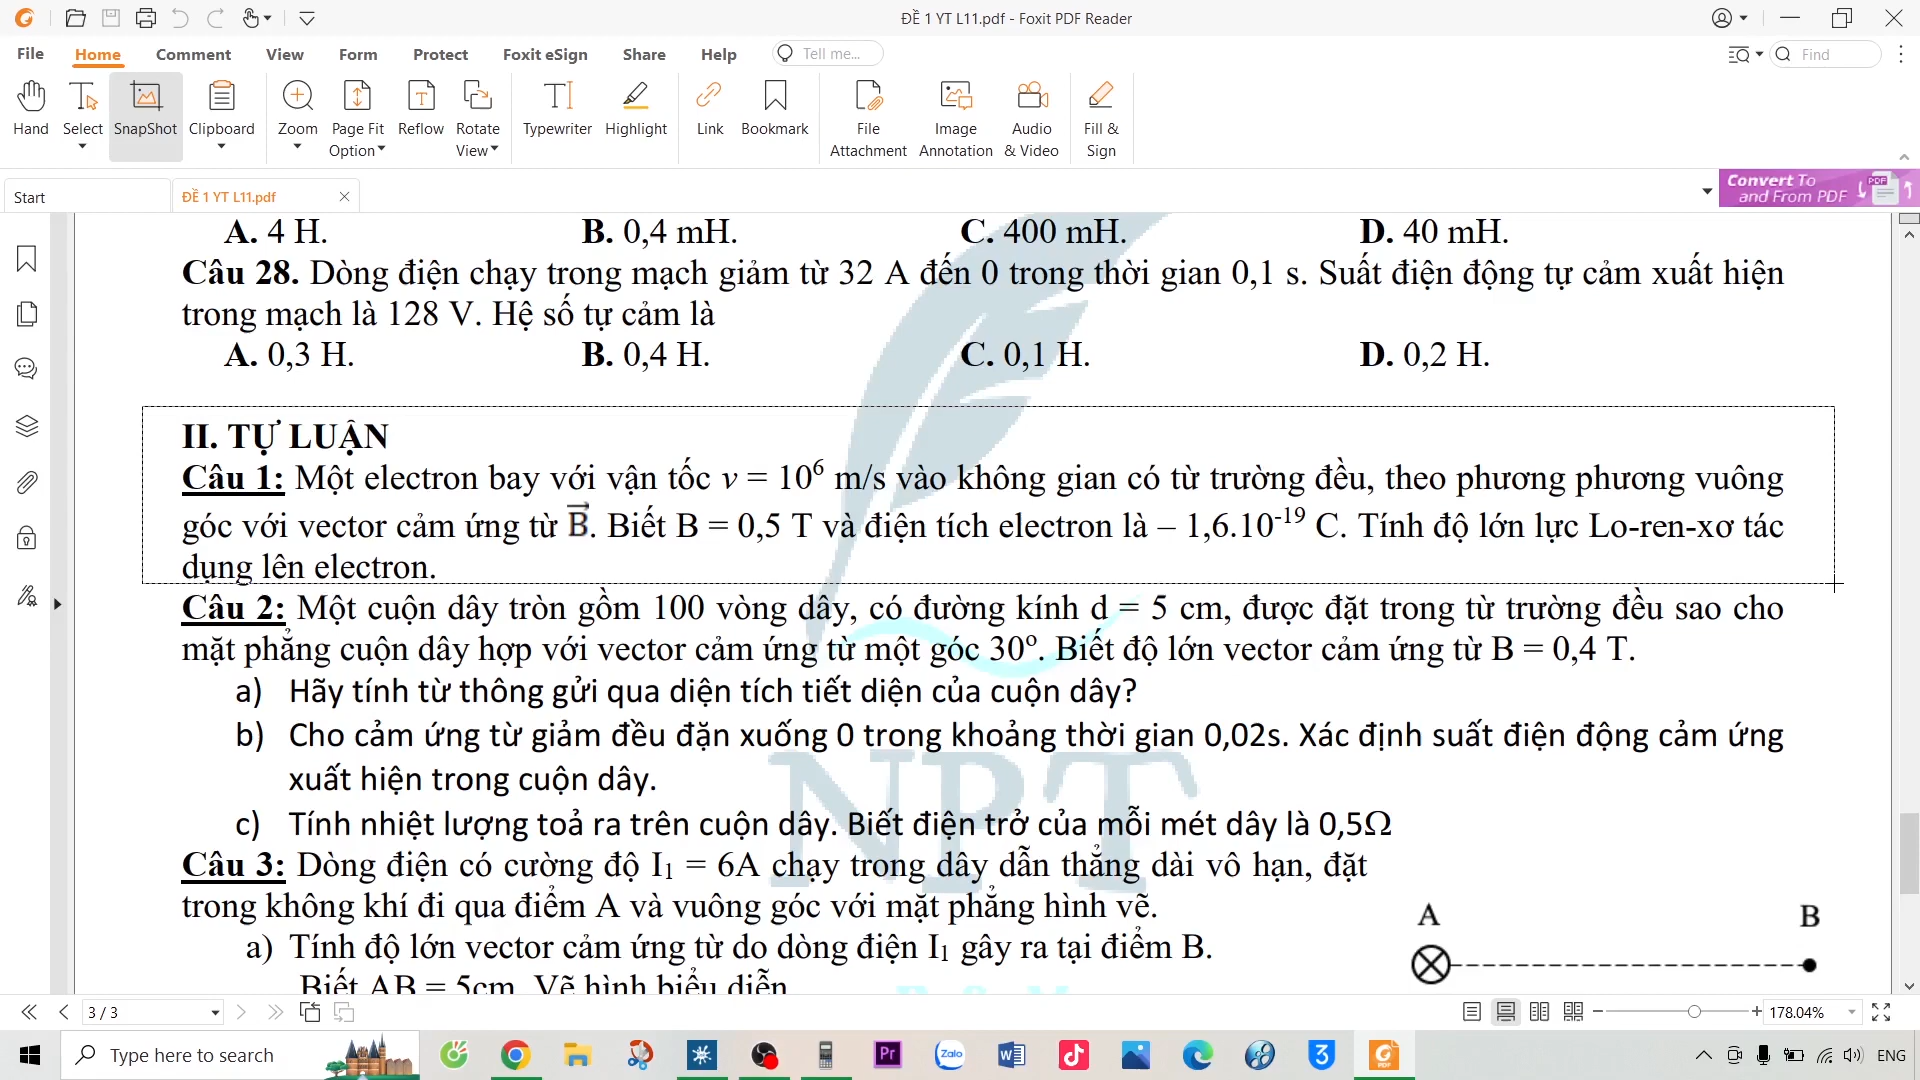 ĐỀ 1 YT L11.pdf - Foxit PDF Reader
File Home Comment View Form Protect Foxit eSign Share Help Tell me... Find
Hand Select SnapShot Clipboard Zoom Page Fit Option Reflow Rotate View Typewriter Highlight Link Bookmark File Attachment Image Annotation Audio & Video Fill & Sign
Start ĐỀ 1 YT L11.pdf Convert To and From PDF PDF
A. 4 H. B. 0,4 mH. C. 400 mH. D. 40 mH.
Câu 28. Dòng điện chạy trong mạch giảm từ 32 A đến 0 trong thời gian 0,1 s. Suất điện động tự cảm xuất hiện
trong mạch là 128 V. Hệ số tự cảm là
A. 0,3 H. B. 0,4 H. C. 0,1 H. D. 0,2 H.
II. TỰ LUẬN
Câu 1: Một electron bay với vận tốc v = 10⁶ m/s vào không gian có từ trường đều, theo phương phương vuông
góc với vector cảm ứng từ B⃗. Biết B = 0,5 T và điện tích electron là – 1,6.10⁻¹⁹ C. Tính độ lớn lực Lo-ren-xơ tác
dụng lên electron.
Câu 2: Một cuộn dây tròn gồm 100 vòng dây, có đường kính d = 5 cm, được đặt trong từ trường đều sao cho
mặt phẳng cuộn dây hợp với vector cảm ứng từ một góc 30º. Biết độ lớn vector cảm ứng từ B = 0,4 T.
a) Hãy tính từ thông gửi qua diện tích tiết diện của cuộn dây?
b) Cho cảm ứng từ giảm đều đặn xuống 0 trong khoảng thời gian 0,02s. Xác định suất điện động cảm ứng
xuất hiện trong cuộn dây.
c) Tính nhiệt lượng toả ra trên cuộn dây. Biết điện trở của mỗi mét dây là 0,5Ω
Câu 3: Dòng điện có cường độ I₁ = 6A chạy trong dây dẫn thẳng dài vô hạn, đặt
trong không khí đi qua điểm A và vuông góc với mặt phẳng hình vẽ.
A B
a) Tính độ lớn vector cảm ứng từ do dòng điện I₁ gây ra tại điểm B.
Biết AB = 5cm. Vẽ hình biểu diễn
NPT
3 / 3 178.04%
Type here to search Pr Zalo ENG